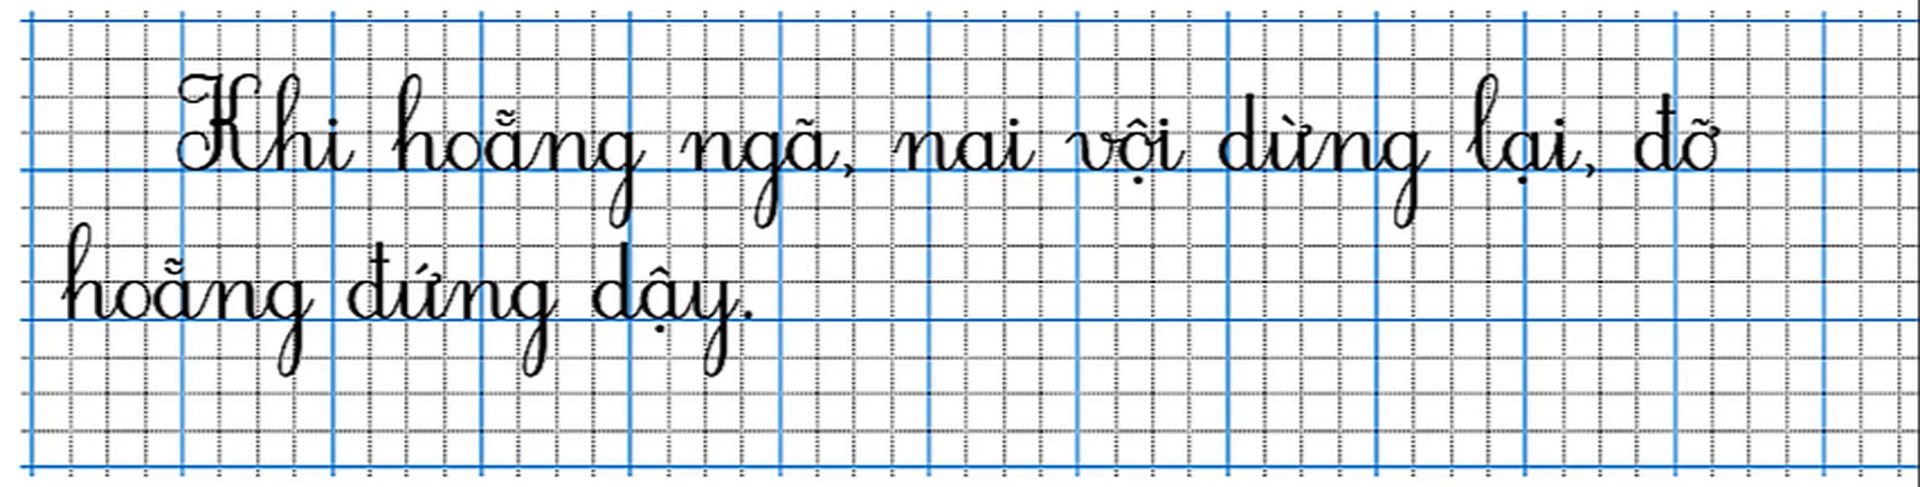 Khi hoẵng ngã, nai vội dừng lại, đỡ
hoẵng đứng dậy.